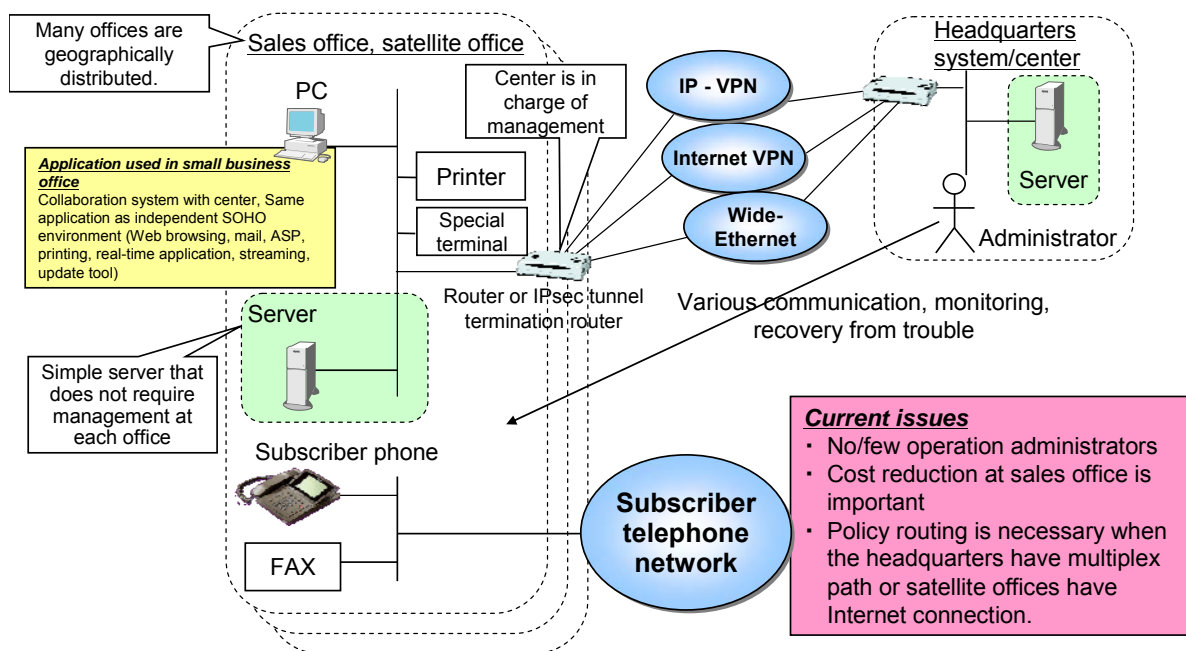 Many offices are
geographically
distributed.
Sales office, satellite office
PC
Center is in
charge of
management
IP - VPN
Internet VPN
Wide-
Ethernet
Headquarters
system/center
Server
Administrator
Application used in small business
office
Collaboration system with center, Same
application as independent SOHO
environment (Web browsing, mail, ASP,
printing, real-time application, streaming,
update tool)
Printer
Special
terminal
Router or IPsec tunnel
termination router
Various communication, monitoring,
recovery from trouble
Server
Simple server that
does not require
management at
each office
Subscriber phone
FAX
Subscriber
telephone
network
Current issues
・ No/few operation administrators
・ Cost reduction at sales office is
important
・ Policy routing is necessary when
the headquarters have multiplex
path or satellite offices have
Internet connection.